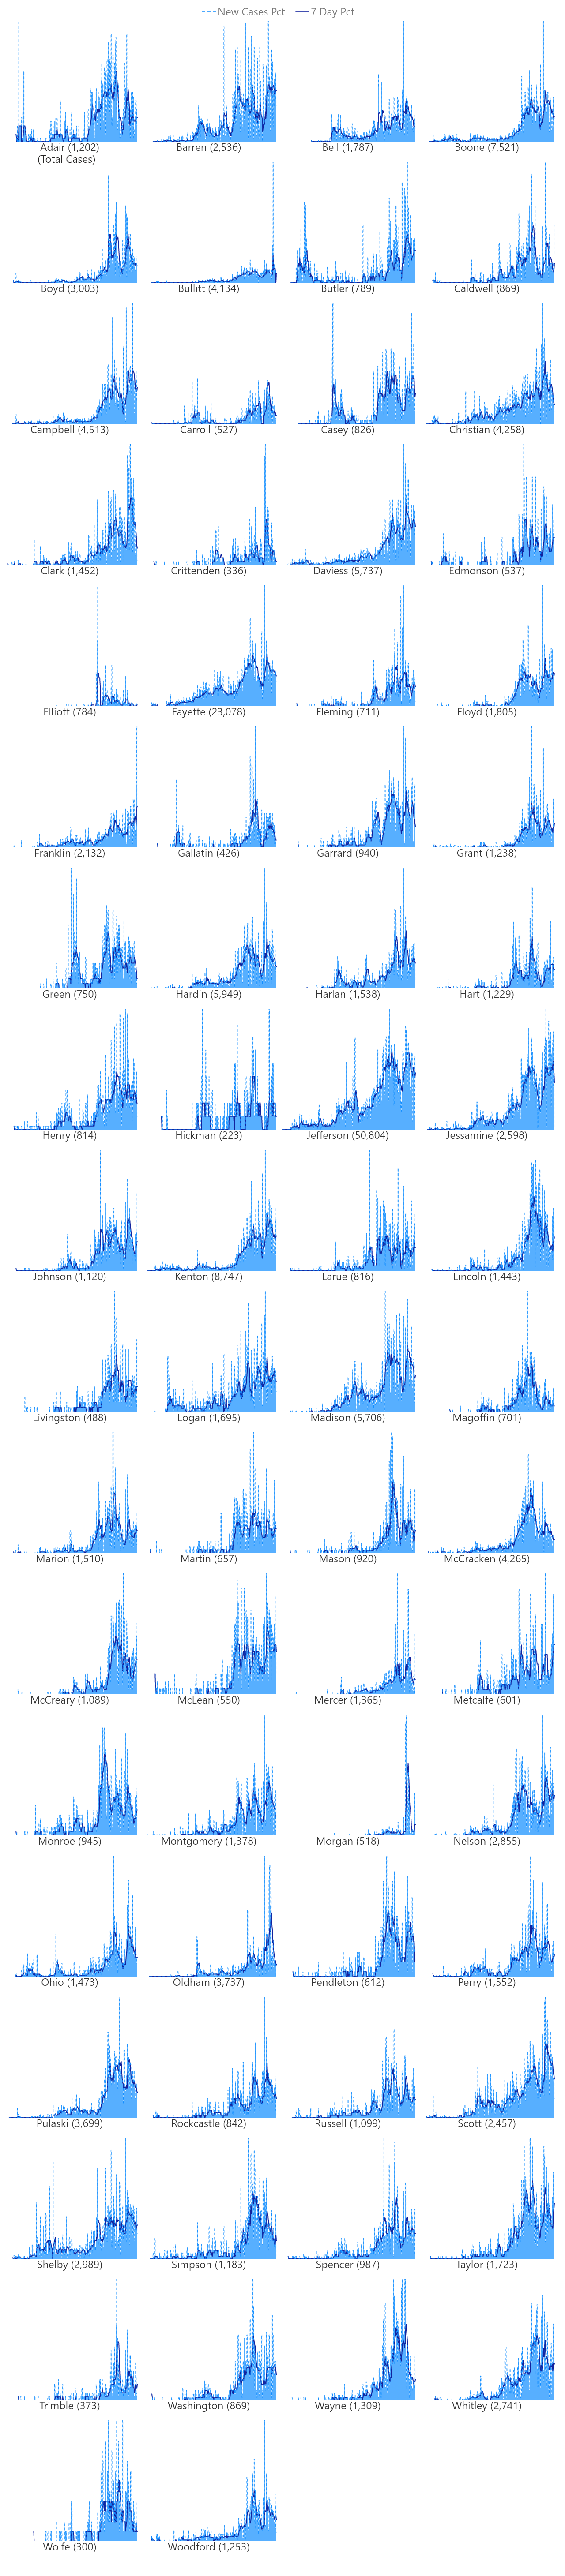 New Cases Pct 7 Day Pct
Adair (1,202) Barren (2,536) Bell (1,787) Boone (7,521)
(Total Cases)
Boyd (3,003) Bullitt (4,134) Butler (789) Caldwell (869)
Campbell (4,513) Carroll (527) Casey (826) Christian (4,258)
Clark (1,452) Crittenden (336) Daviess (5,737) Edmonson (537)
Elliott (784) Fayette (23,078) Fleming (711) Floyd (1,805)
Franklin (2,132) Gallatin (426) Garrard (940) Grant (1,238)
Green (750) Hardin (5,949) Harlan (1,538) Hart (1,229)
Henry (814) Hickman (223) Jefferson (50,804) Jessamine (2,598)
Johnson (1,120) Kenton (8,747) Larue (816) Lincoln (1,443)
Livingston (488) Logan (1,695) Madison (5,706) Magoffin (701)
Marion (1,510) Martin (657) Mason (920) McCracken (4,265)
McCreary (1,089) McLean (550) Mercer (1,365) Metcalfe (601)
Monroe (945) Montgomery (1,378) Morgan (518) Nelson (2,855)
Ohio (1,473) Oldham (3,737) Pendleton (612) Perry (1,552)
Pulaski (3,699) Rockcastle (842) Russell (1,099) Scott (2,457)
Shelby (2,989) Simpson (1,183) Spencer (987) Taylor (1,723)
Trimble (373) Washington (869) Wayne (1,309) Whitley (2,741)
Wolfe (300) Woodford (1,253)